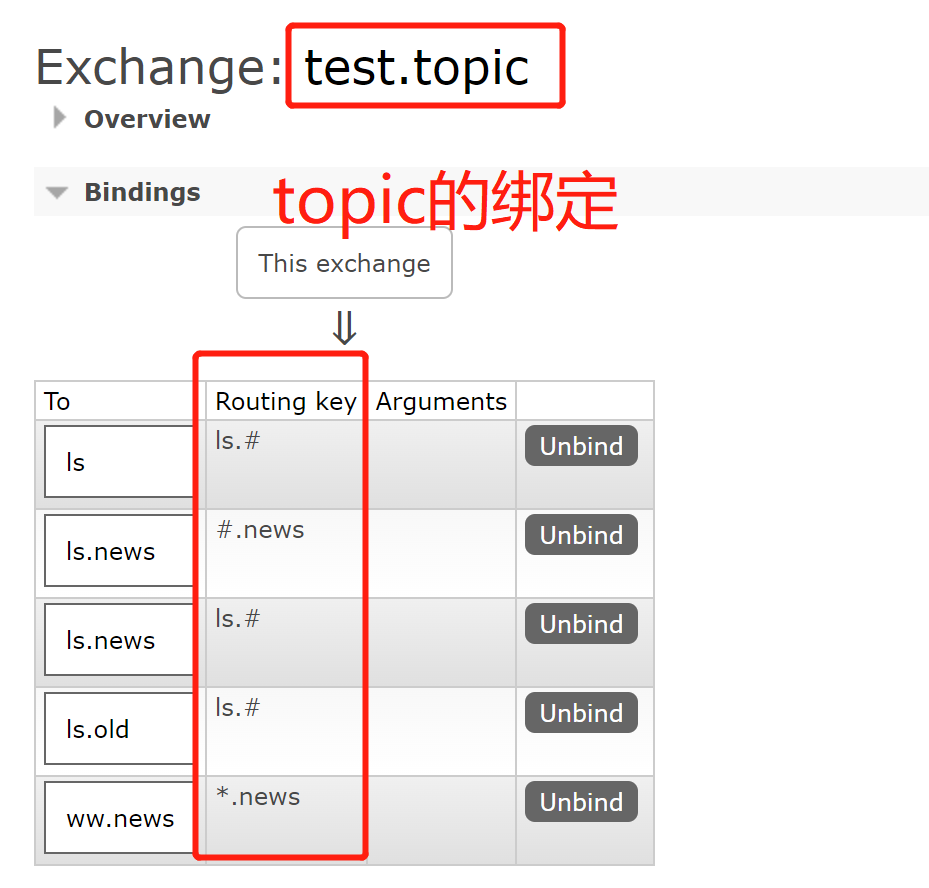 Exchange: test.topic
Overview
Bindings
topic的绑定
This exchange
To Routing key Arguments
ls ls.# Unbind
ls.news #.news Unbind
ls.news ls.# Unbind
ls.old ls.# Unbind
ww.news *.news Unbind